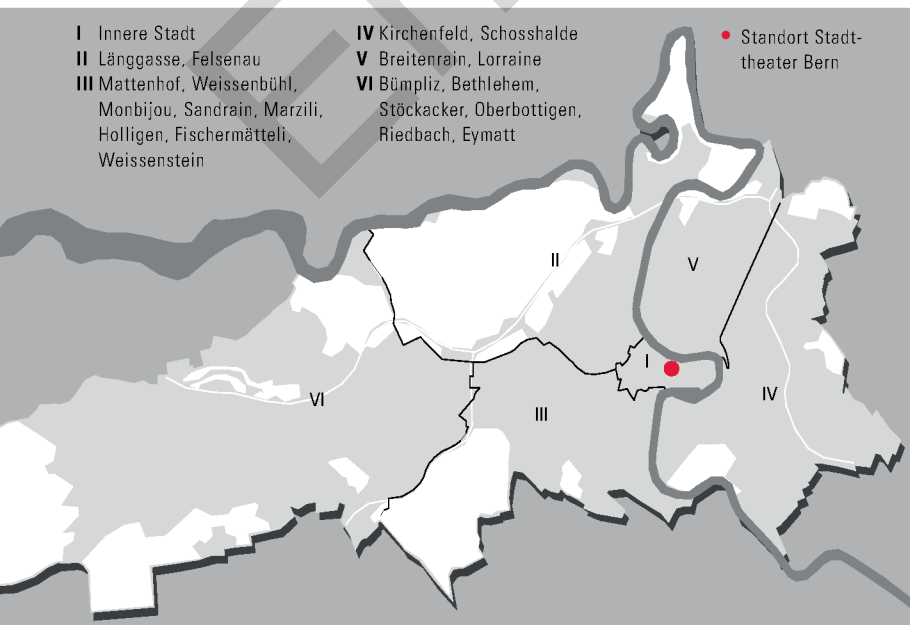 I Innere Stadt
II Länggasse, Felsenau
III Mattenhof, Weissenbühl,
Monbijou, Sandrain, Marzili,
Holligen, Fischermätteli,
Weissenstein
IV Kirchenfeld, Schosshalde
V Breitenrain, Lorraine
VI Bümpliz, Bethlehem,
Stöckacker, Oberbottigen,
Riedbach, Eymatt
Standort Stadt-
theater Bern
II
V
I
VI
III
IV